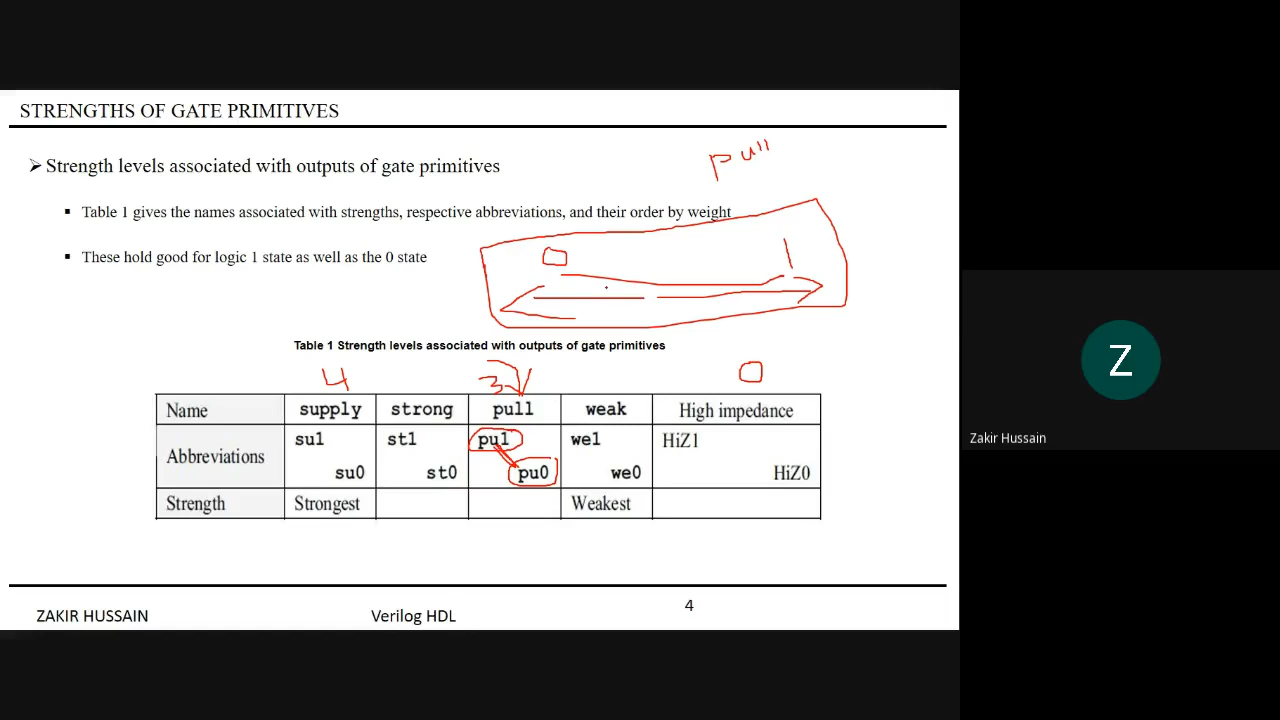 STRENGTHS OF GATE PRIMITIVES
pull
➢ Strength levels associated with outputs of gate primitives
▪ Table 1 gives the names associated with strengths, respective abbreviations, and their order by weight
▪ These hold good for logic 1 state as well as the 0 state
0 1
Table 1 Strength levels associated with outputs of gate primitives
4 3 0
Name supply strong pull weak High impedance
Abbreviations su1 su0 st1 st0 pu1 pu0 we1 we0 HiZ1 HiZ0
Strength Strongest Weakest
ZAKIR HUSSAIN Verilog HDL 4
Z
Zakir Hussain